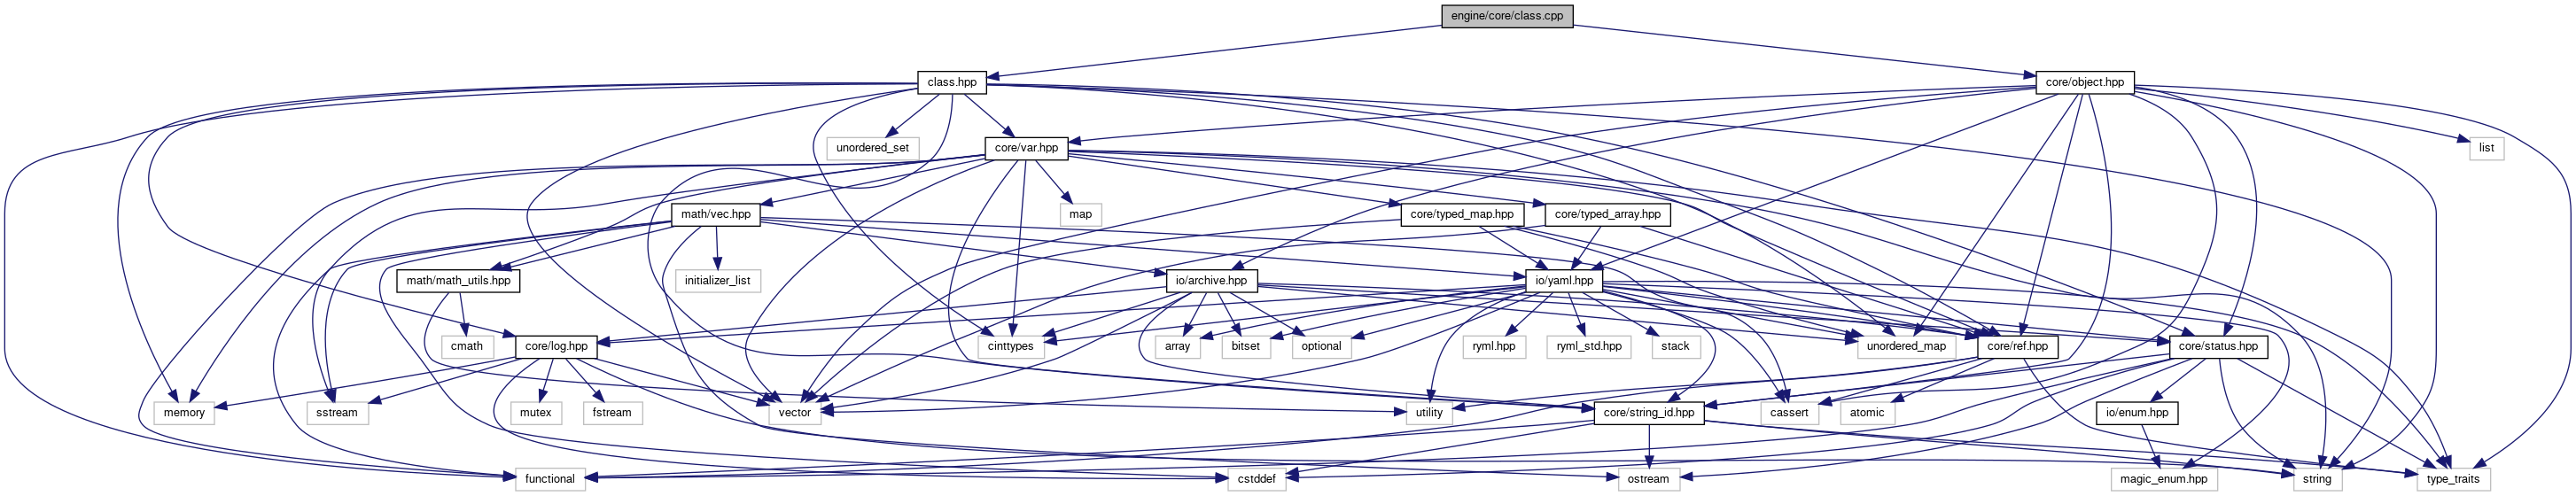 engine/core/class.cpp
class.hpp
core/object.hpp
unordered_set
core/var.hpp
list
math/vec.hpp
map
core/typed_map.hpp
core/typed_array.hpp
math/math_utils.hpp
initializer_list
io/archive.hpp
io/yaml.hpp
core/log.hpp
cmath
cinttypes
array
bitset
optional
ryml.hpp
ryml_std.hpp
stack
unordered_map
core/ref.hpp
core/status.hpp
memory
sstream
mutex
fstream
vector
utility
core/string_id.hpp
cassert
atomic
io/enum.hpp
functional
cstddef
ostream
magic_enum.hpp
string
type_traits